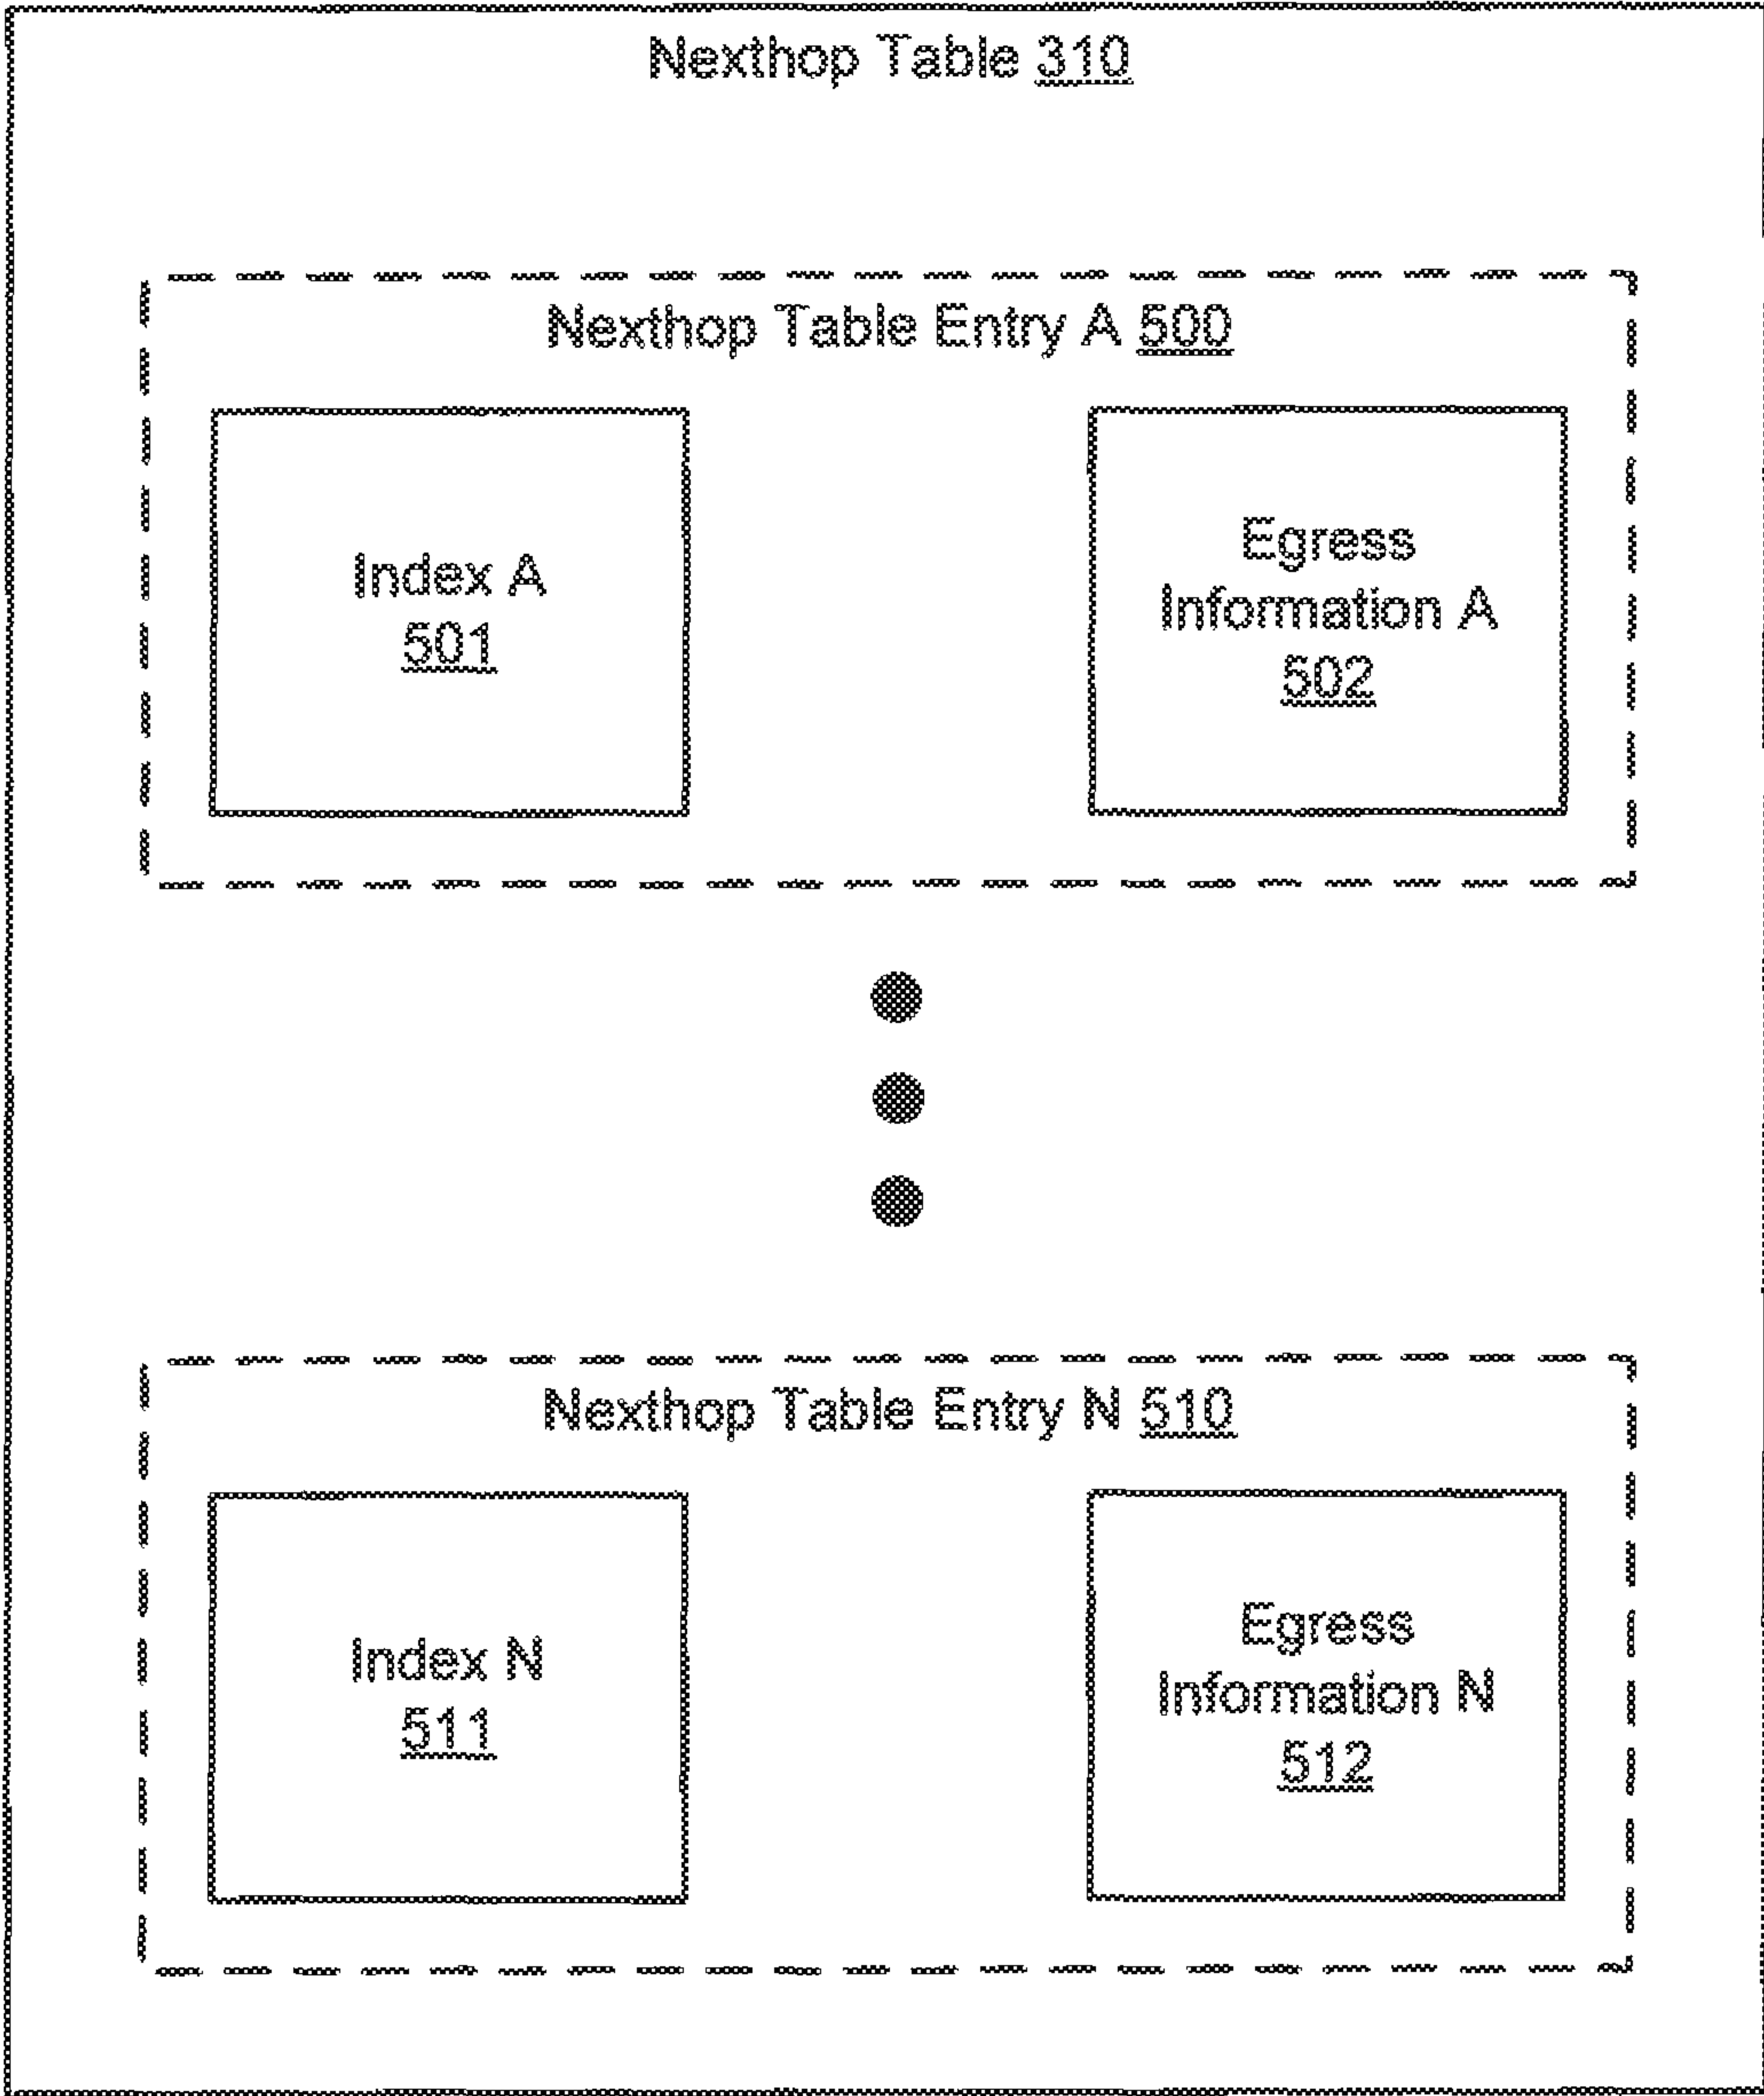 Nexthop Table 310
Nexthop Table Entry A 500
Index A
501
Egress
Information A
502
Nexthop Table Entry N 510
Index N
511
Egress
Information N
512